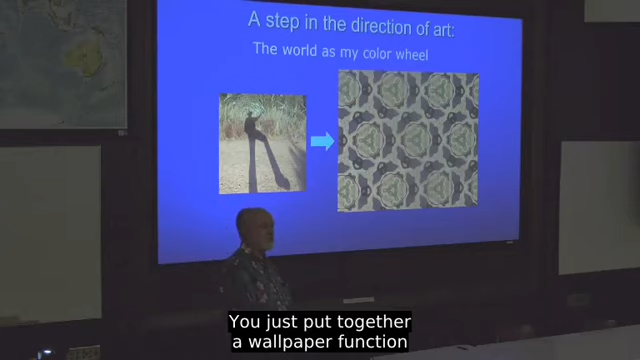 A step in the direction of art:
The world as my color wheel
You just put together
a wallpaper function